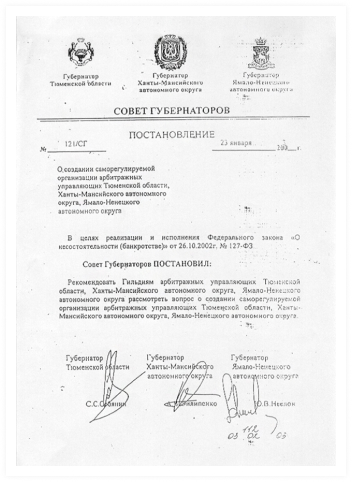 Губернатор
Тюменской области
Губернатор
Ханты-Мансийского
автономного округа
Губернатор
Ямало-Ненецкого
автономного округа
СОВЕТ ГУБЕРНАТОРОВ
ПОСТАНОВЛЕНИЕ
№ 121/СГ
23 января 200 г.
О создании саморегулируемой
организации арбитражных
управляющих Тюменской области,
Ханты-Мансийского автономного
округа, Ямало-Ненецкого
автономного округа
В целях реализации и исполнения Федерального закона «О
несостоятельности (банкротстве)» от 26.10.2002г. № 127-ФЗ
Совет Губернаторов ПОСТАНОВИЛ:
Рекомендовать Гильдиям арбитражных управляющих Тюменской
области, Ханты-Мансийского автономного округа, Ямало-Ненецкого
автономного округа рассмотреть вопрос о создании саморегулируемой
организации арбитражных управляющих Тюменской области, Ханты-
Мансийского автономного округа, Ямало-Ненецкого автономного округа.
Губернатор
Тюменской области
С.С.Собянин
Губернатор
Ханты-Мансийского
автономного округа
Филипенко
Губернатор
Ямало-Ненецкого
автономного округа
Ю.В.Неелов
112
03 02 03